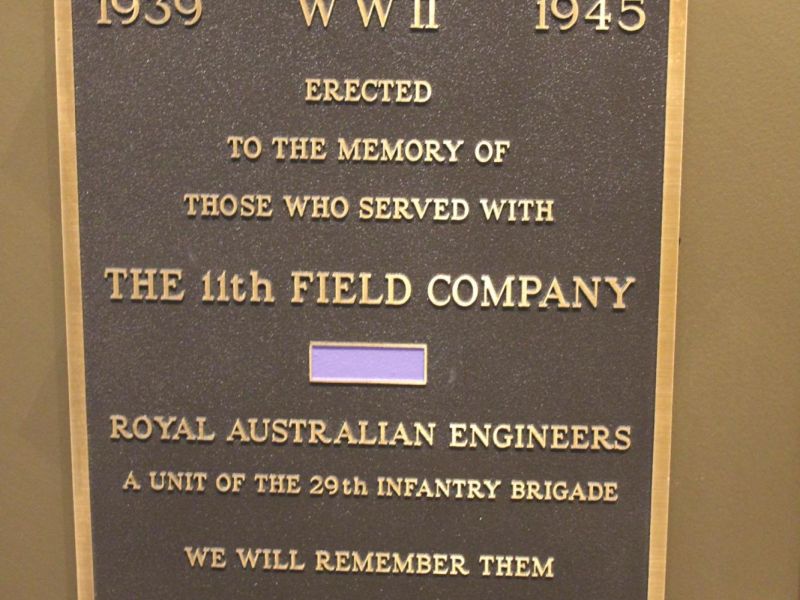 1939 WWII 1945
ERECTED
TO THE MEMORY OF
THOSE WHO SERVED WITH
THE 11th FIELD COMPANY
ROYAL AUSTRALIAN ENGINEERS
A UNIT OF THE 29th INFANTRY BRIGADE
WE WILL REMEMBER THEM